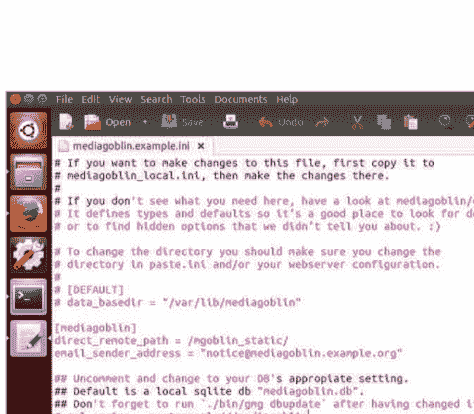 File Edit View Search Tools Documents Help
Open Save Undo
mediagoblin.example.ini ×
# If you want to make changes to this file, first copy it to
# mediagoblin_local.ini, then make the changes there.
#
# If you don't see what you need here, have a look at mediagoblin/
# It defines types and defaults so it's a good place to look for d
# or to find hidden options that we didn't tell you about. :)
# To change the directory you should make sure you change the
# directory in paste.ini and/or your webserver configuration.
#
# [DEFAULT]
# data_basedir = "/var/lib/mediagoblin"
[mediagoblin]
direct_remote_path = /mgoblin_static/
email_sender_address = "notice@mediagoblin.example.org"
## Uncomment and change to your DB's appropiate setting.
## Default is a local sqlite db "mediagoblin.db".
## Don't forget to run `./bin/gmg dbupdate` after having changed i